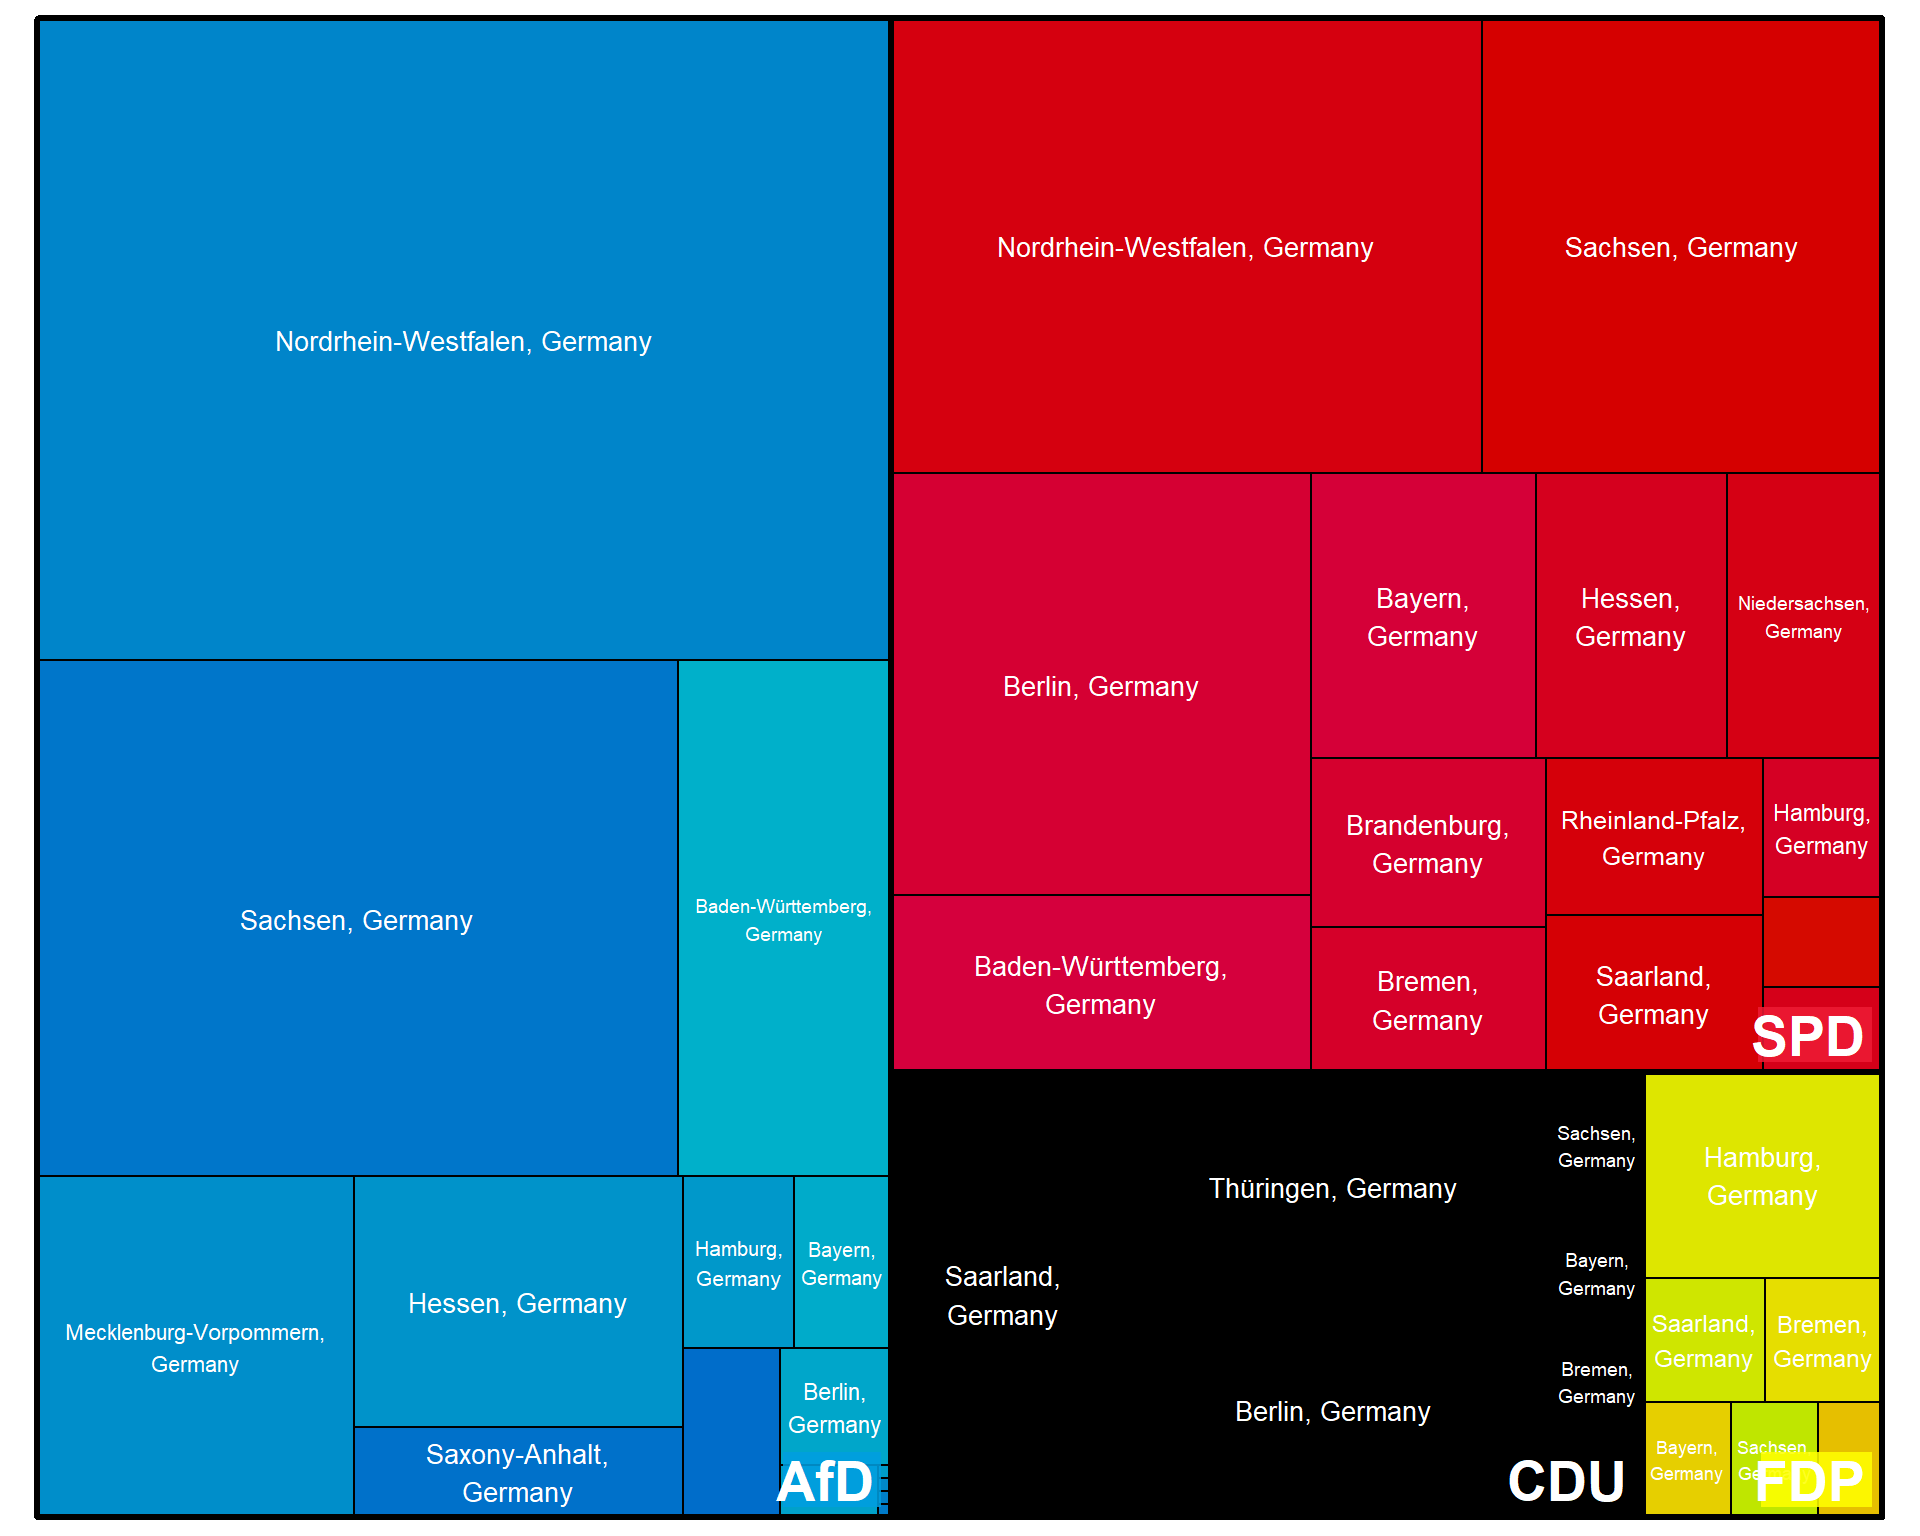 Nordrhein-Westfalen, Germany
Sachsen, Germany
Baden-Württemberg,
Germany
Mecklenburg-Vorpommern,
Germany
Hessen, Germany
Saxony-Anhalt,
Germany
Hamburg,
Germany
Bayern,
Germany
Berlin,
Germany
AfD
Nordrhein-Westfalen, Germany
Sachsen, Germany
Berlin, Germany
Baden-Württemberg,
Germany
Bayern,
Germany
Hessen,
Germany
Niedersachsen,
Germany
Brandenburg,
Germany
Bremen,
Germany
Rheinland-Pfalz,
Germany
Saarland,
Germany
Hamburg,
Germany
SPD
Saarland,
Germany
Thüringen, Germany
Berlin, Germany
Sachsen,
Germany
Bayern,
Germany
Bremen,
Germany
CDU
Hamburg,
Germany
Saarland,
Germany
Bremen,
Germany
Bayern,
Germany
Sachsen
FDP